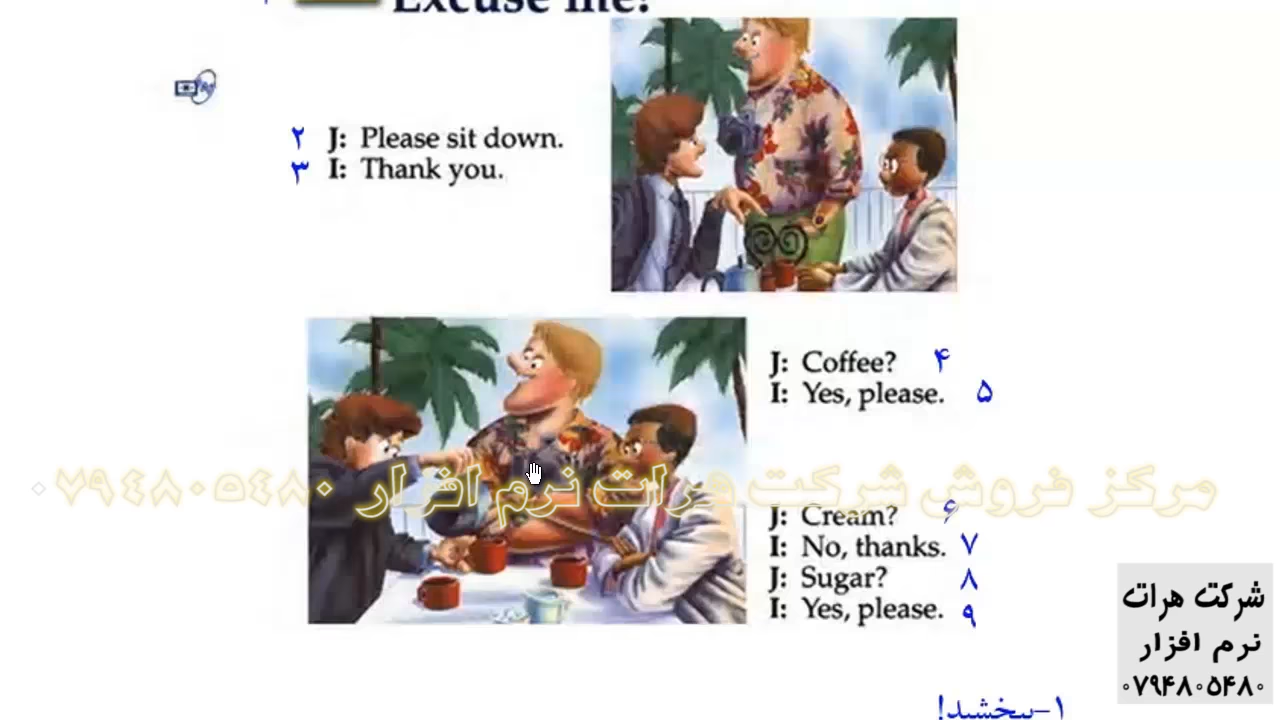 Excuse me!
۲ J: Please sit down.
۳ I: Thank you.
J: Coffee? ۴
I: Yes, please. ۵
مرکز فروش شرکت هرات نرم افزار ۰۷۹۴۸۰۵۴۸۰
J: Cream? ۶
I: No, thanks. ۷
J: Sugar? ۸
I: Yes, please. ۹
شرکت هرات
نرم افزار
۰۷۹۴۸۰۵۴۸۰
۱-ببخشید!